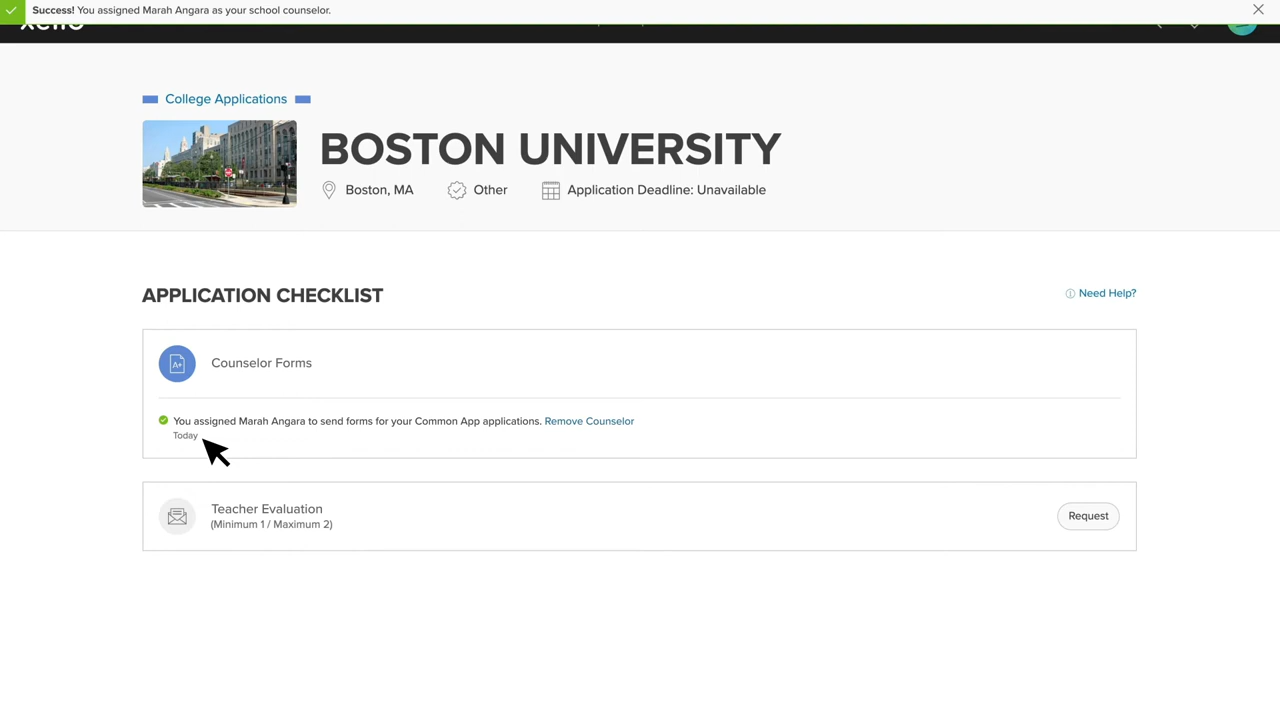 Success! You assigned Marah Angara as your school counselor.
College Applications
BOSTON UNIVERSITY
Boston, MA
Other
Application Deadline: Unavailable
APPLICATION CHECKLIST
Need Help?
A+
Counselor Forms
You assigned Marah Angara to send forms for your Common App applications. Remove Counselor
Today
Teacher Evaluation
(Minimum 1 / Maximum 2)
Request